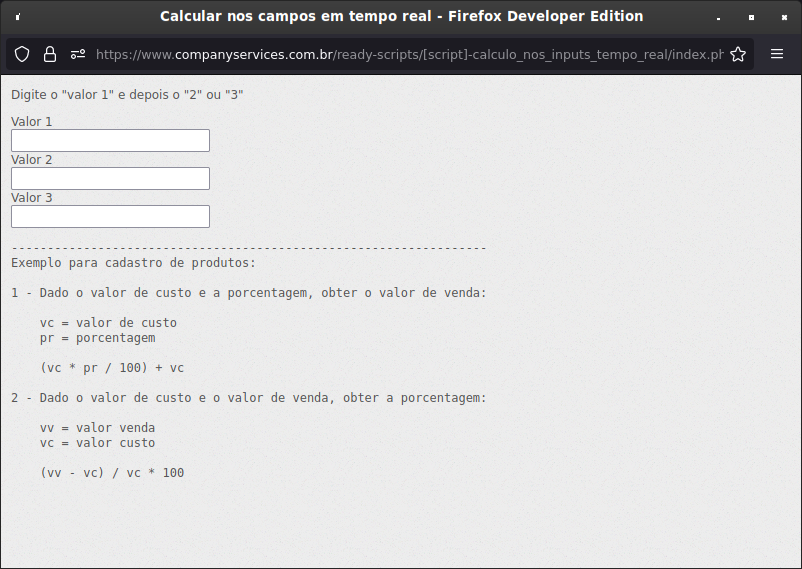 Calcular nos campos em tempo real - Firefox Developer Edition
https://www.companyservices.com.br/ready-scripts/[script]-calculo_nos_inputs_tempo_real/index.ph
Digite o "valor 1" e depois o "2" ou "3"
Valor 1
Valor 2
Valor 3
------------------------------------------------------------------
Exemplo para cadastro de produtos:
1 - Dado o valor de custo e a porcentagem, obter o valor de venda:
vc = valor de custo
pr = porcentagem
(vc * pr / 100) + vc
2 - Dado o valor de custo e o valor de venda, obter a porcentagem:
vv = valor venda
vc = valor custo
(vv - vc) / vc * 100